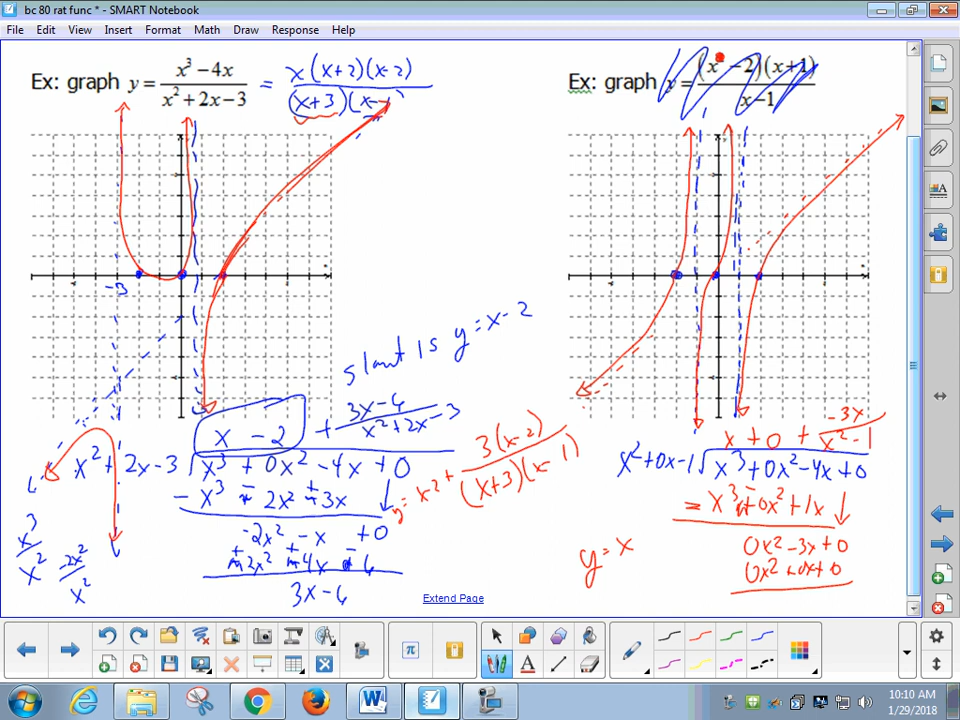 bc 80 rat func * - SMART Notebook
File Edit View Insert Format Math Draw Response Help
Ex: graph y = x³ − 4x / x² + 2x − 3 = x(x+2)(x-2) / (x+3)(x-1)
-3
slant is y = x-2
x - 2 + 3x-6 / x²+2x-3
x²+2x-3 √ x³ + 0x² - 4x + 0
- x³ + 2x² - 3x
-2x² - x + 0
-2x² - 4x + 6
3x - 6
x³ / x²
-2x² / x²
y = x-2 + 3(x-2) / (x+3)(x-1)
Ex: graph y = (x - 2)(x+1) / x-1
x + 0 + -3x / x²-1
x²+0x-1 √ x³+0x²-4x+0
- x³ + 0x² + 1x
0x² - 3x + 0
0x² + 0x + 0
y = x
Extend Page
10:10 AM
1/29/2018